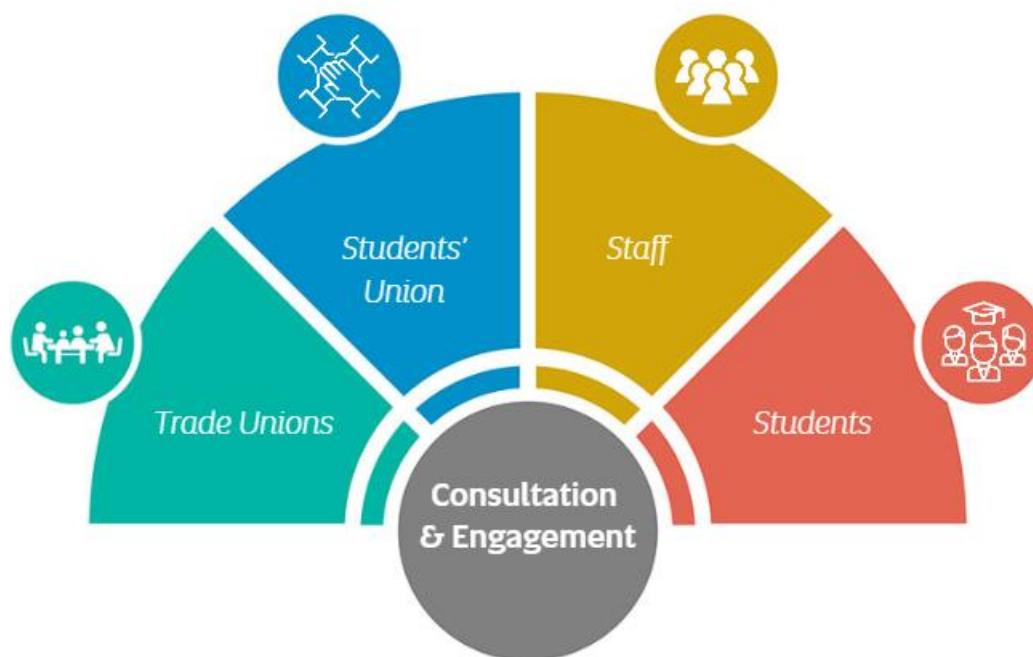 Students'
Union
Staff
Trade Unions
Students
Consultation
& Engagement